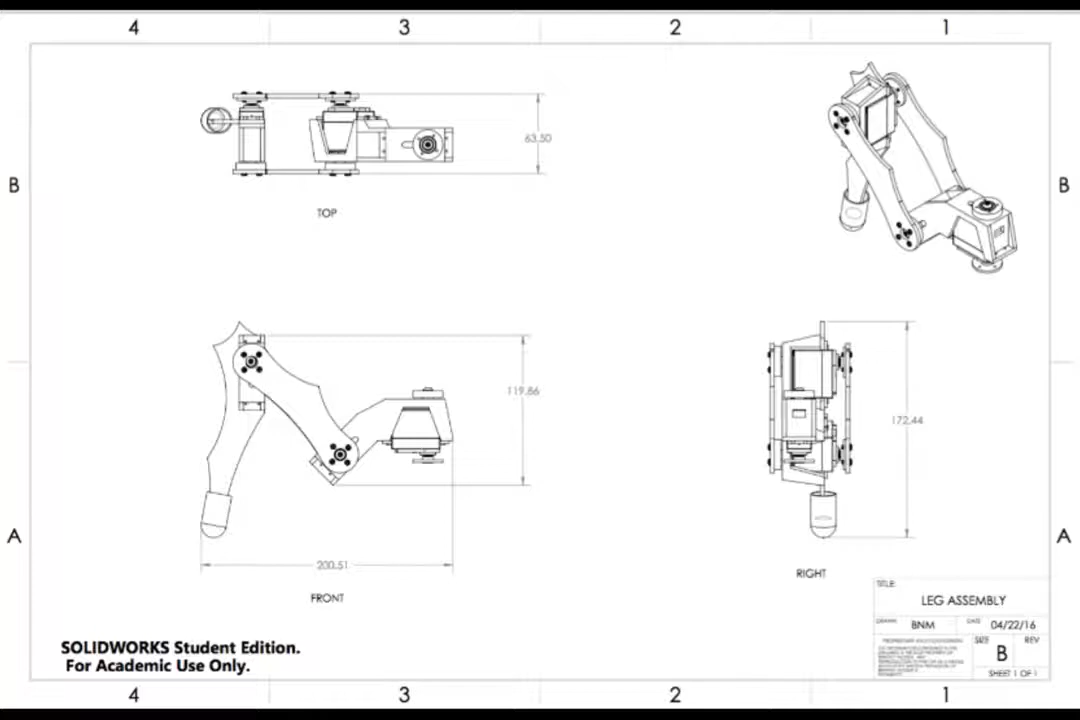 4 3 2 1
B B
63.50
TOP
119.86
172.44
200.51
FRONT
RIGHT
A A
TITLE:
LEG ASSEMBLY
DRAWN BNM DATE 04/22/16
SIZE B REV
SHEET 1 OF 1
SOLIDWORKS Student Edition.
For Academic Use Only.
4 3 2 1